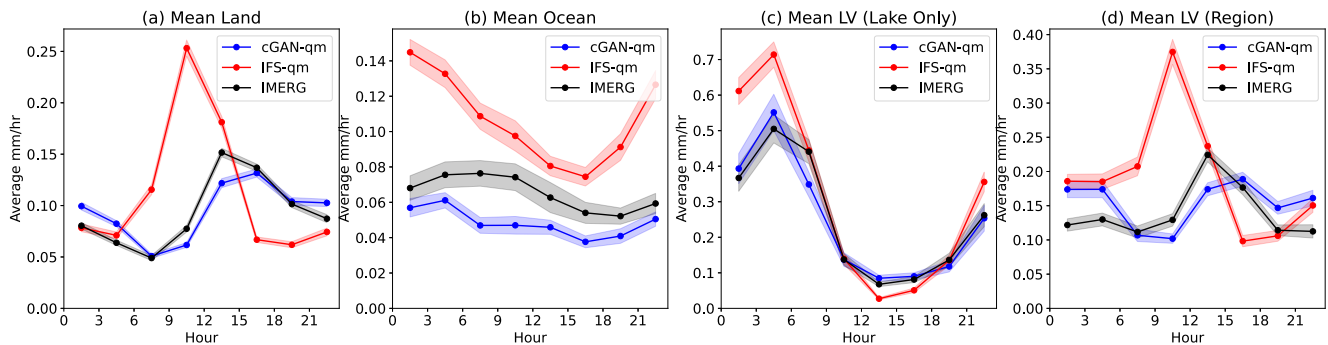 (a) Mean Land
Average mm/hr
0.25
0.20
0.15
0.10
0.05
0.00
0 3 6 9 12 15 18 21
Hour
cGAN-qm
IFS-qm
IMERG
(b) Mean Ocean
Average mm/hr
0.14
0.12
0.10
0.08
0.06
0.04
0.02
0.00
0 3 6 9 12 15 18 21
Hour
cGAN-qm
IFS-qm
IMERG
(c) Mean LV (Lake Only)
Average mm/hr
0.7
0.6
0.5
0.4
0.3
0.2
0.1
0.0
0 3 6 9 12 15 18 21
Hour
cGAN-qm
IFS-qm
IMERG
(d) Mean LV (Region)
Average mm/hr
0.40
0.35
0.30
0.25
0.20
0.15
0.10
0.05
0.00
0 3 6 9 12 15 18 21
Hour
cGAN-qm
IFS-qm
IMERG